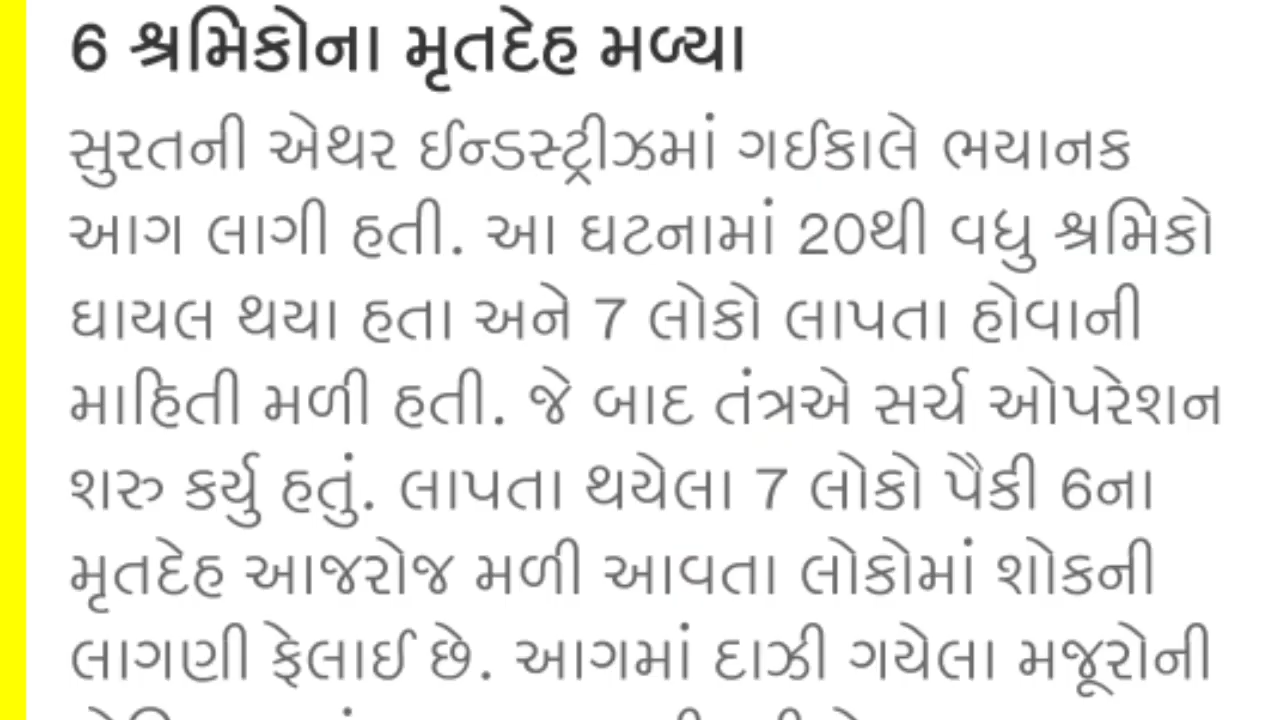 6 શ્રમિકોના મૃતદેહ મળ્યા
સુરતની એથર ઈન્ડસ્ટ્રીઝમાં ગઈકાલે ભયાનક
આગ લાગી હતી. આ ઘટનામાં 20થી વધુ શ્રમિકો
ઘાયલ થયા હતા અને 7 લોકો લાપતા હોવાની
માહિતી મળી હતી. જે બાદ તંત્રએ સર્ચ ઓપરેશન
શરુ કર્યુ હતું. લાપતા થયેલા 7 લોકો પૈકી 6ના
મૃતદેહ આજરોજ મળી આવતા લોકોમાં શોકની
લાગણી ફેલાઈ છે. આગમાં દાઝી ગયેલા મજૂરોની